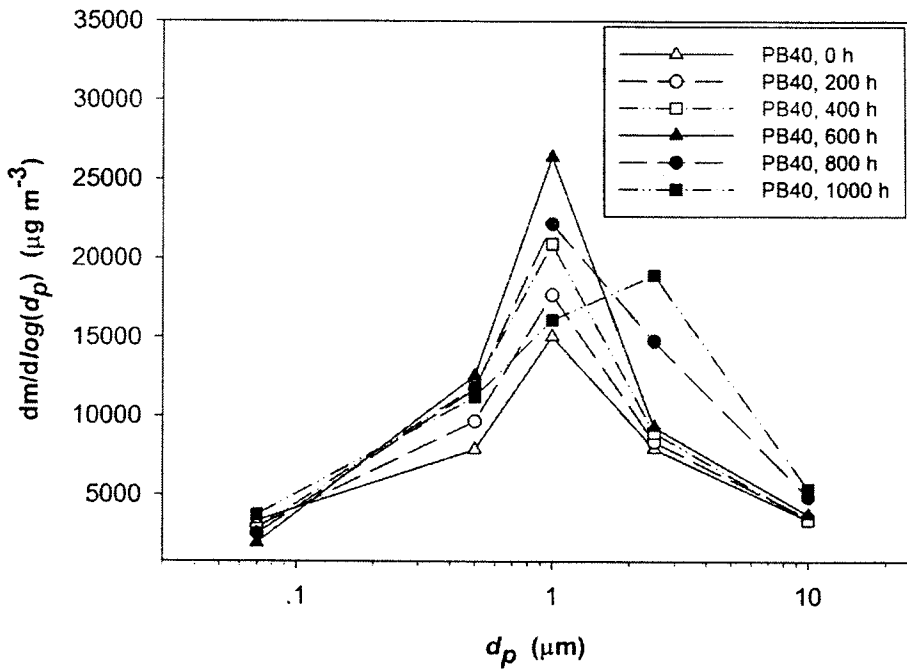 35000
30000
25000
20000
15000
10000
5000
dm/dlog(dp) (μg m-3)
PB40, 0 h
PB40, 200 h
PB40, 400 h
PB40, 600 h
PB40, 800 h
PB40, 1000 h
.1
1
10
dp (μm)